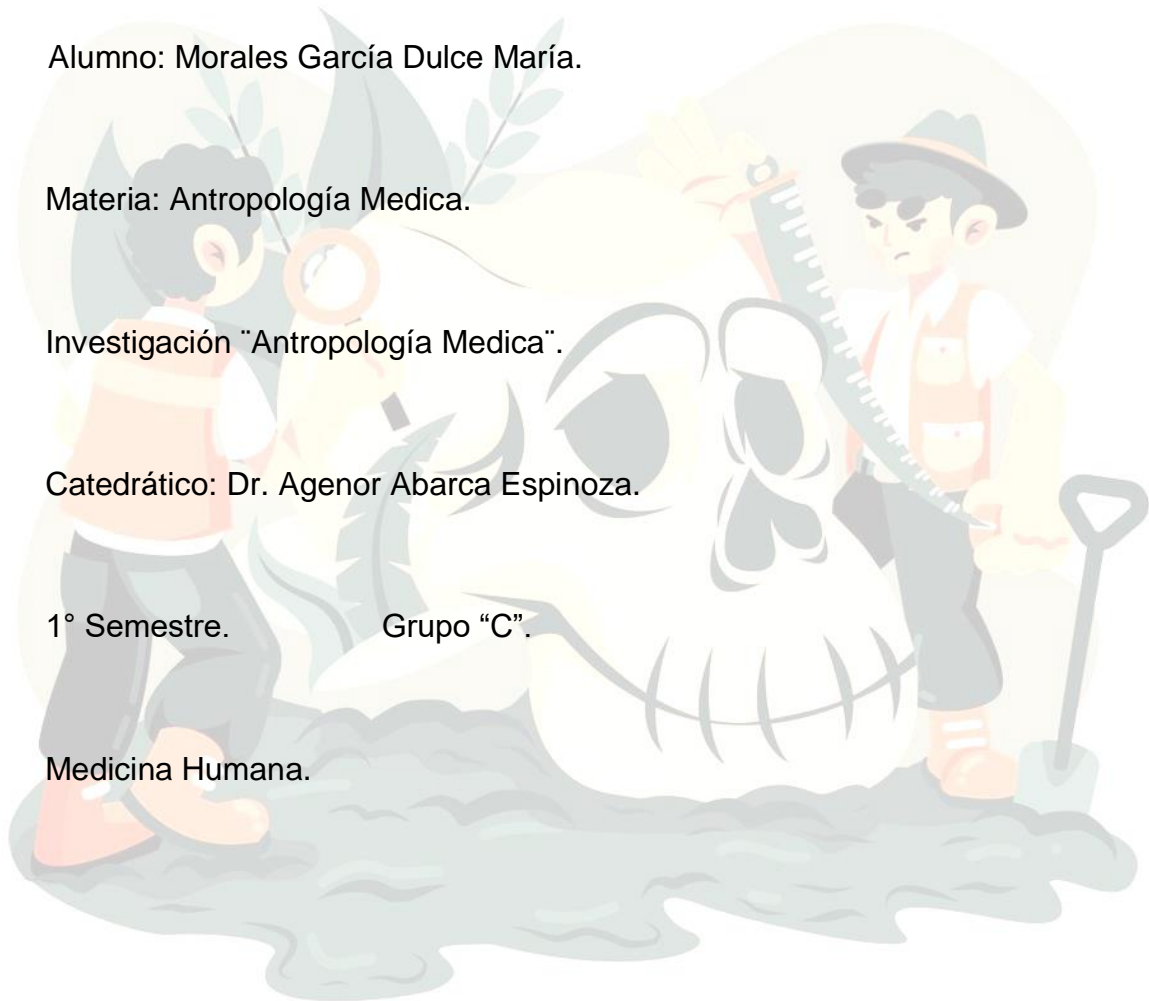 Alumno: Morales García Dulce María.
Materia: Antropología Medica.
Investigación ¨Antropología Medica¨.
Catedrático: Dr. Agenor Abarca Espinoza.
1° Semestre. Grupo “C”.
Medicina Humana.